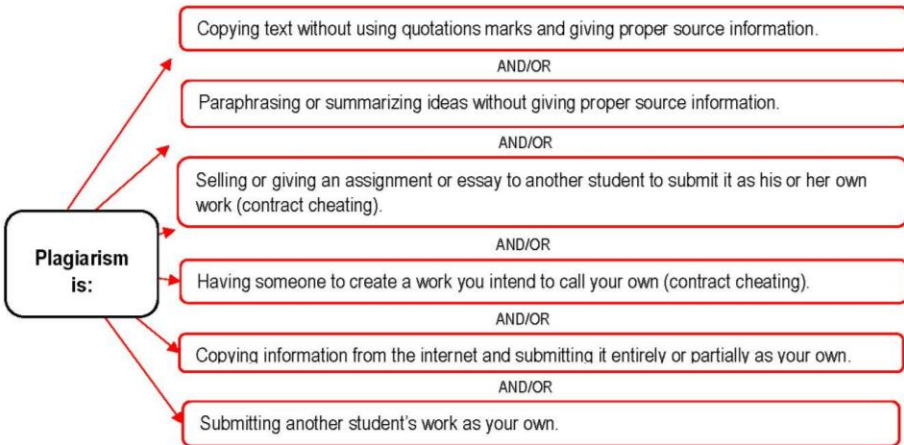 Copying text without using quotations marks and giving proper source information.
AND/OR
Paraphrasing or summarizing ideas without giving proper source information.
AND/OR
Selling or giving an assignment or essay to another student to submit it as his or her own
work (contract cheating).
AND/OR
Plagiarism
is:
Having someone to create a work you intend to call your own (contract cheating).
AND/OR
Copying information from the internet and submitting it entirely or partially as your own.
AND/OR
Submitting another student's work as your own.